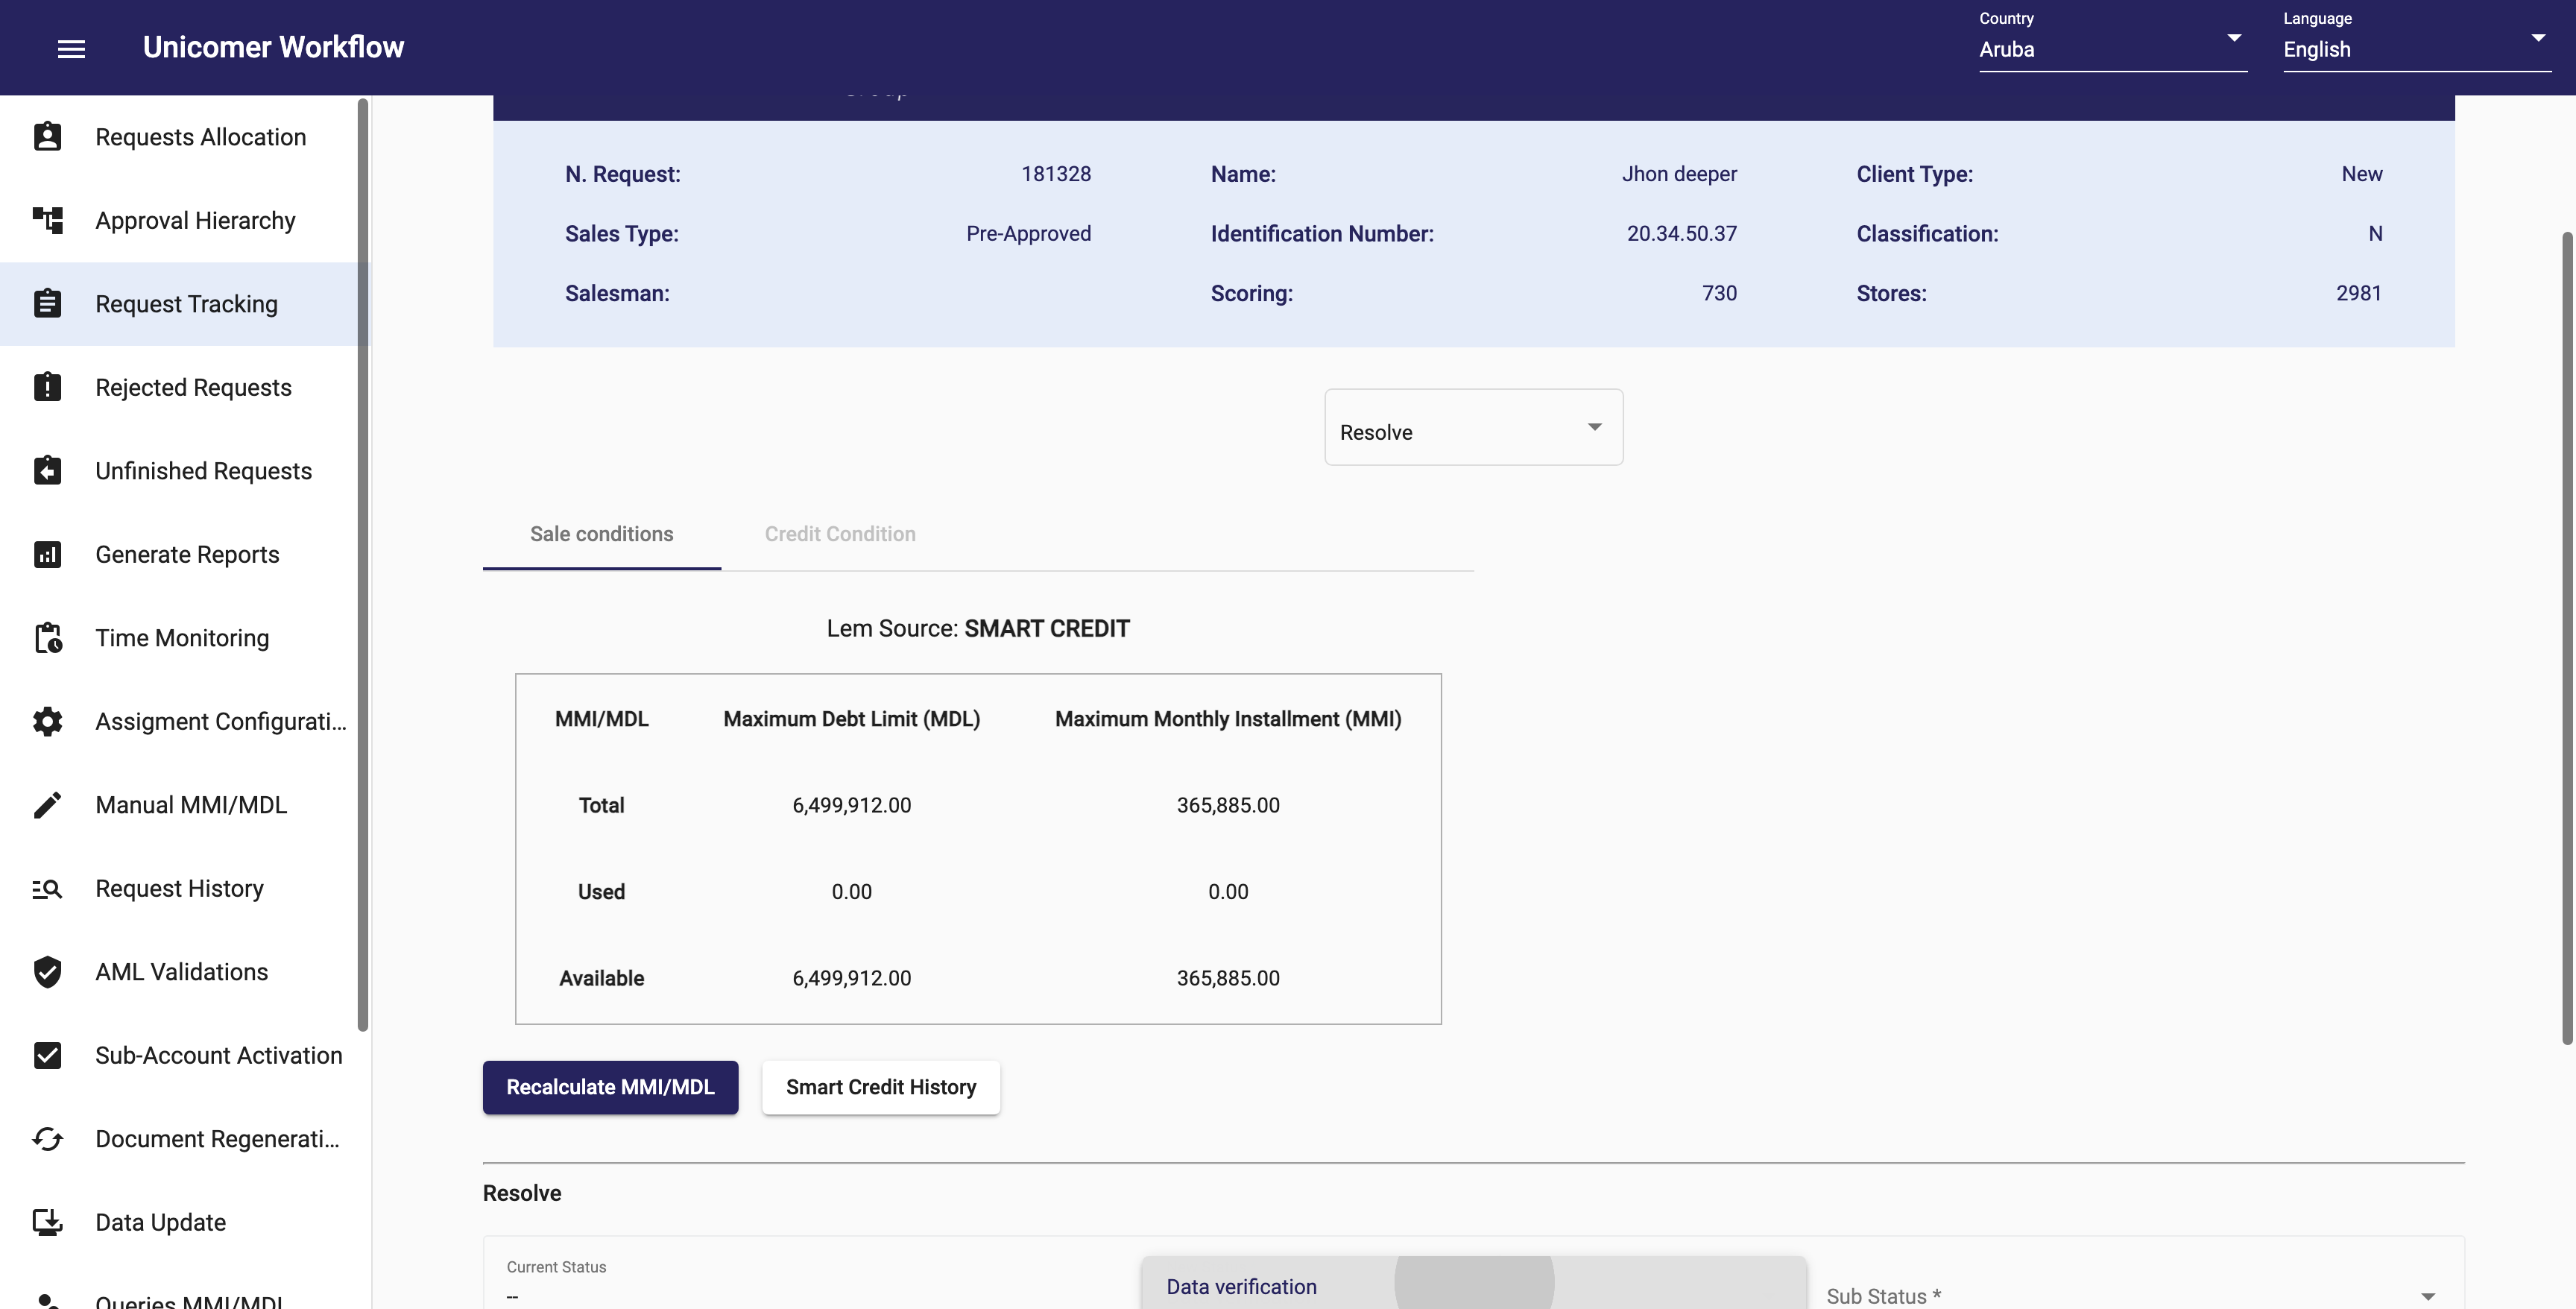 Unicomer Workflow
Country
Aruba
Language
English
Requests Allocation
Approval Hierarchy
Request Tracking
Rejected Requests
Unfinished Requests
Generate Reports
Time Monitoring
Assigment Configurati...
Manual MMI/MDL
Request History
AML Validations
Sub-Account Activation
Document Regenerati...
Data Update
Queries MMI/MDL
N. Request: 181328 Name: Jhon deeper Client Type: New
Sales Type: Pre-Approved Identification Number: 20.34.50.37 Classification: N
Salesman: Scoring: 730 Stores: 2981
Resolve
Sale conditions Credit Condition
Lem Source: SMART CREDIT
MMI/MDL Maximum Debt Limit (MDL) Maximum Monthly Installment (MMI)
Total 6,499,912.00 365,885.00
Used 0.00 0.00
Available 6,499,912.00 365,885.00
Recalculate MMI/MDL Smart Credit History
Resolve
Current Status
--
Data verification
Sub Status *